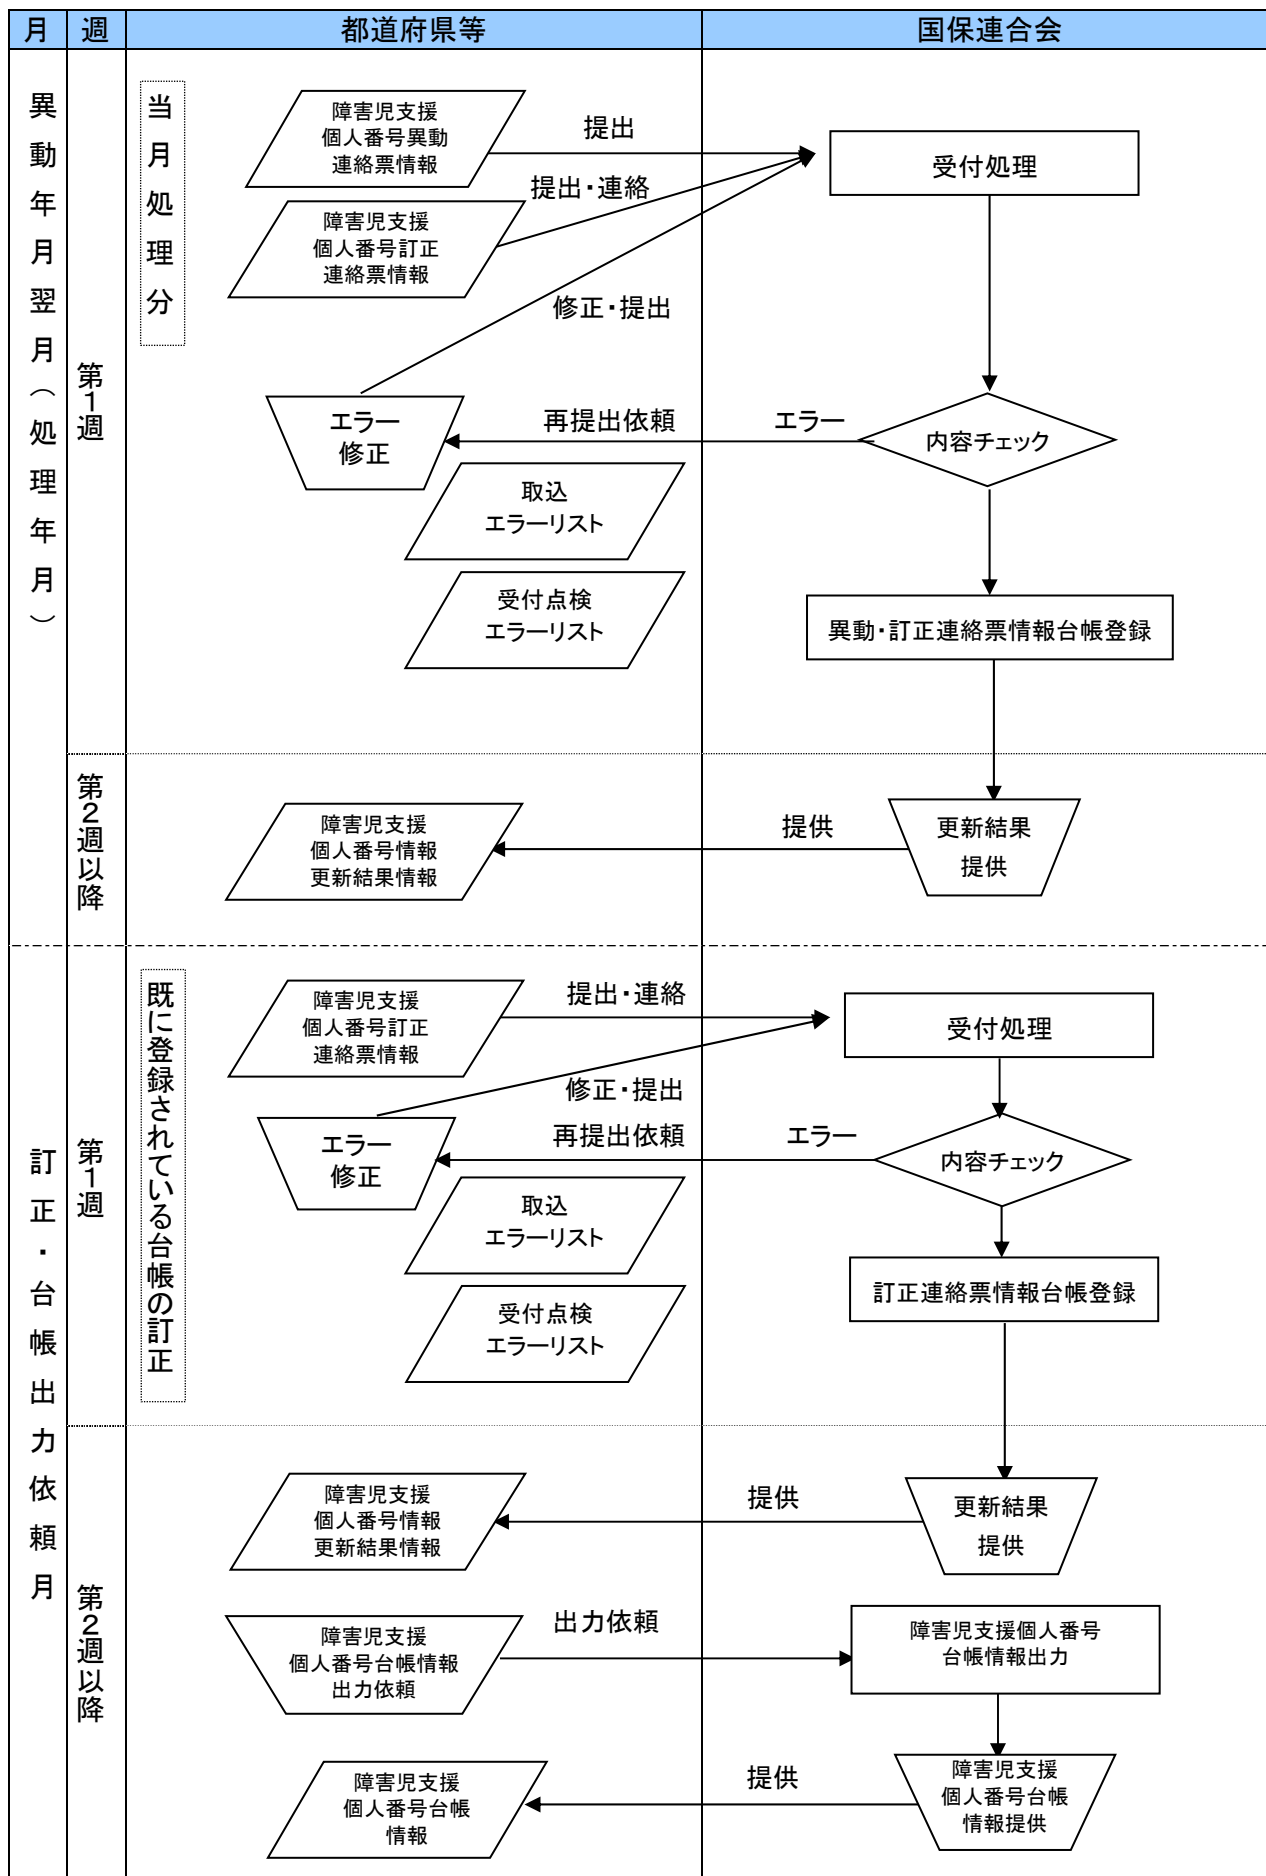 月
週
都道府県等
国保連合会
異動年月翌月（処理年月）
第1週
当月処理分
障害児支援
個人番号異動
連絡票情報
提出
受付処理
提出・連絡
障害児支援
個人番号訂正
連絡票情報
修正・提出
エラー
修正
再提出依頼
エラー
内容チェック
取込
エラーリスト
受付点検
エラーリスト
異動・訂正連絡票情報台帳登録
第2週以降
障害児支援
個人番号情報
更新結果情報
提供
更新結果
提供
訂正・台帳出力依頼月
第1週
既に登録されている台帳の訂正
障害児支援
個人番号訂正
連絡票情報
提出・連絡
受付処理
修正・提出
エラー
修正
再提出依頼
エラー
内容チェック
取込
エラーリスト
受付点検
エラーリスト
訂正連絡票情報台帳登録
第2週以降
障害児支援
個人番号情報
更新結果情報
提供
更新結果
提供
障害児支援
個人番号台帳情報
出力依頼
出力依頼
障害児支援個人番号
台帳情報出力
障害児支援
個人番号台帳
情報
提供
障害児支援
個人番号台帳
情報提供